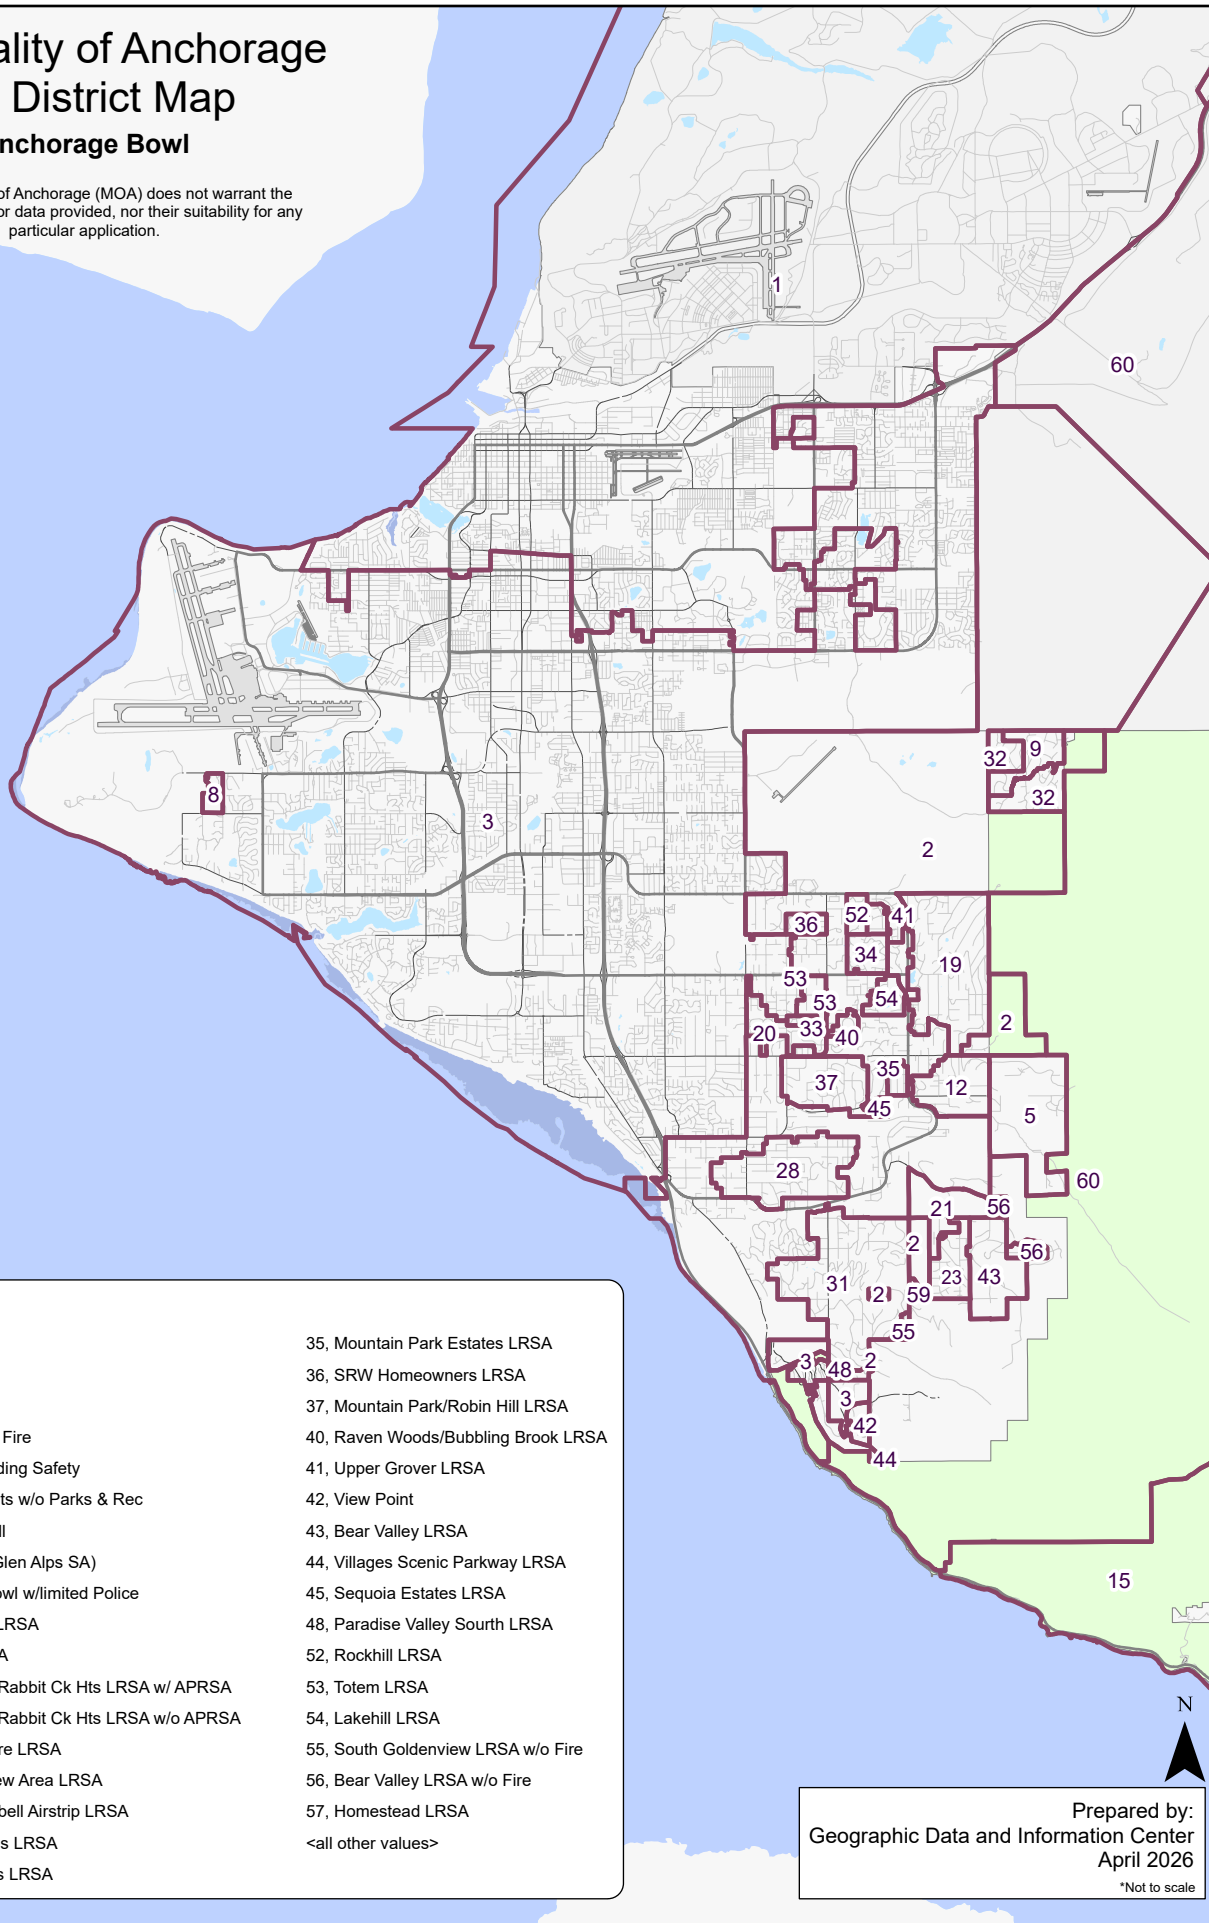 ality of Anchorage
District Map
nchorage Bowl
of Anchorage (MOA) does not warrant the
or data provided, nor their suitability for any
particular application.
1
60
8
3
32
9
32
2
36
52
41
34
19
53
53
54
2
20
33
40
37
35
12
45
5
28
60
21
56
2
56
31
2
59
23
43
55
3
48
2
3
42
44
15
Fire
ding Safety
ts w/o Parks & Rec
ll
Glen Alps SA)
owl w/limited Police
LRSA
A
Rabbit Ck Hts LRSA w/ APRSA
Rabbit Ck Hts LRSA w/o APRSA
re LRSA
ew Area LRSA
bell Airstrip LRSA
s LRSA
s LRSA
35, Mountain Park Estates LRSA
36, SRW Homeowners LRSA
37, Mountain Park/Robin Hill LRSA
40, Raven Woods/Bubbling Brook LRSA
41, Upper Grover LRSA
42, View Point
43, Bear Valley LRSA
44, Villages Scenic Parkway LRSA
45, Sequoia Estates LRSA
48, Paradise Valley Sourth LRSA
52, Rockhill LRSA
53, Totem LRSA
54, Lakehill LRSA
55, South Goldenview LRSA w/o Fire
56, Bear Valley LRSA w/o Fire
57, Homestead LRSA
<all other values>
N
Prepared by:
Geographic Data and Information Center
April 2026
*Not to scale